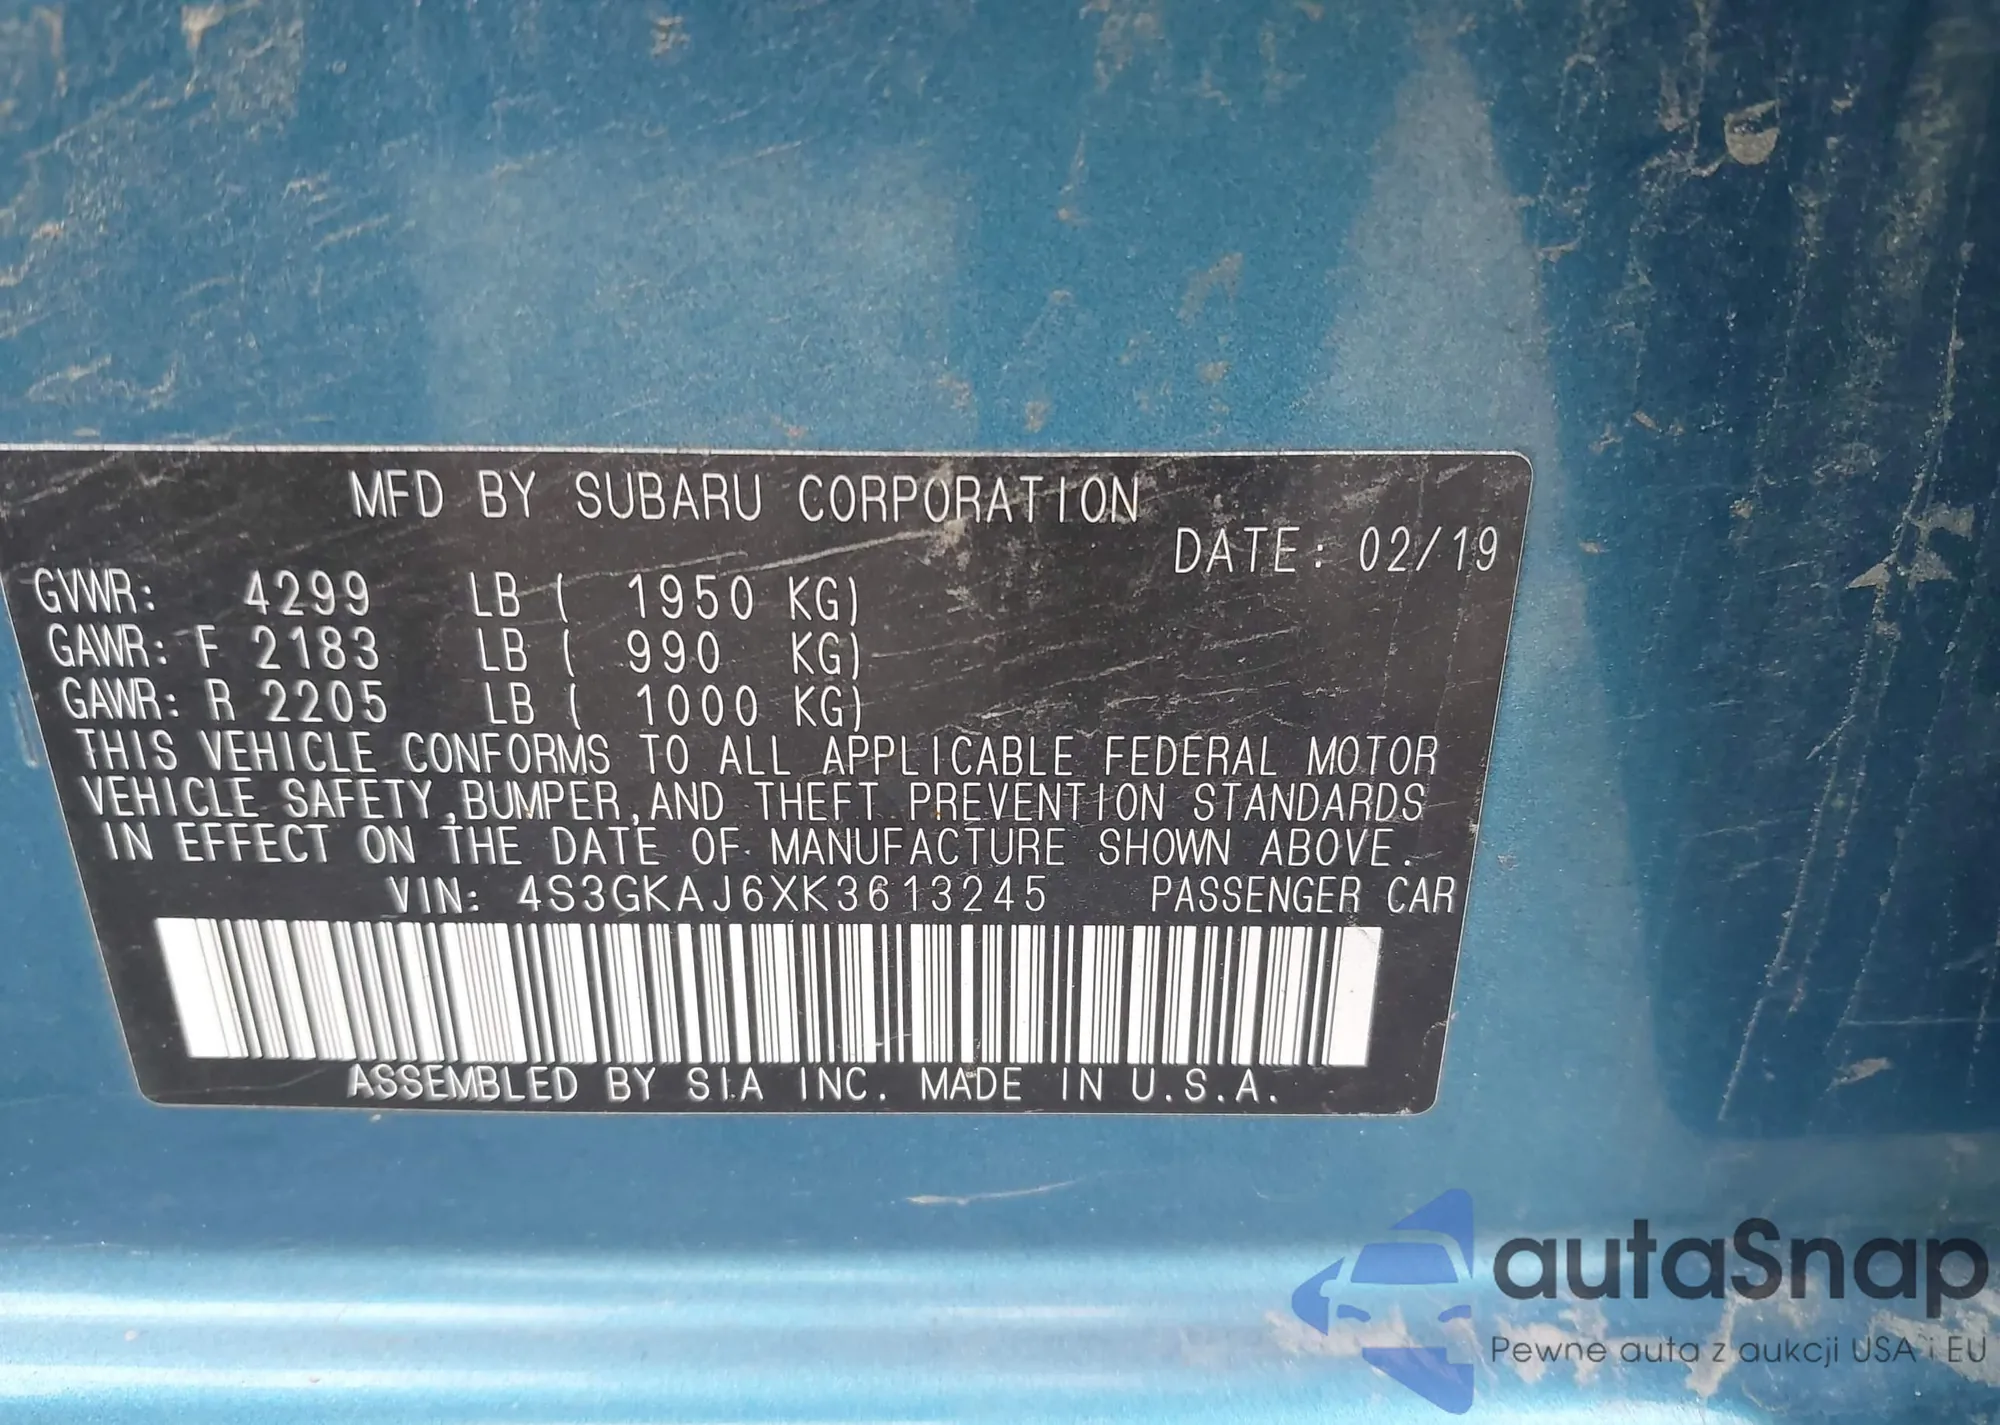 MFD BY SUBARU CORPORATION
DATE: 02/19
GVWR: 4299 LB ( 1950 KG)
GAWR: F 2183 LB ( 990 KG)
GAWR: R 2205 LB ( 1000 KG)
THIS VEHICLE CONFORMS TO ALL APPLICABLE FEDERAL MOTOR
VEHICLE SAFETY,BUMPER,AND THEFT PREVENTION STANDARDS
IN EFFECT ON THE DATE OF MANUFACTURE SHOWN ABOVE.
VIN: 4S3GKAJ6XK3613245 PASSENGER CAR
ASSEMBLED BY SIA INC. MADE IN U.S.A.
autaSnap
Pewne auta z aukcji USA i EU